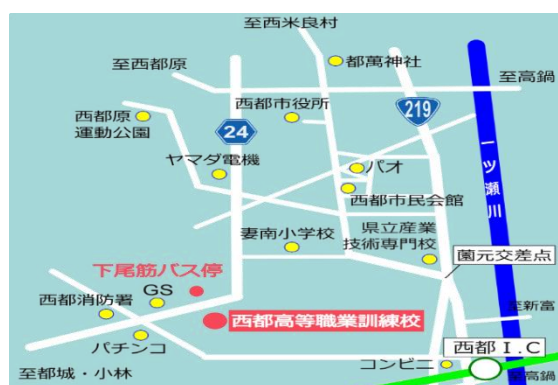 至西米良村
都萬神社
至西都原
至高鍋
西都市役所
219
西都原
運動公園
24
一ツ瀬川
ヤマダ電機
パオ
西都市民会館
妻南小学校
県立産業
技術専門校
薗元交差点
下尾筋バス停
GS
西都消防署
西都高等職業訓練校
至新富
パチンコ
西都I.C
コンビニ
至都城・小林
至高鍋